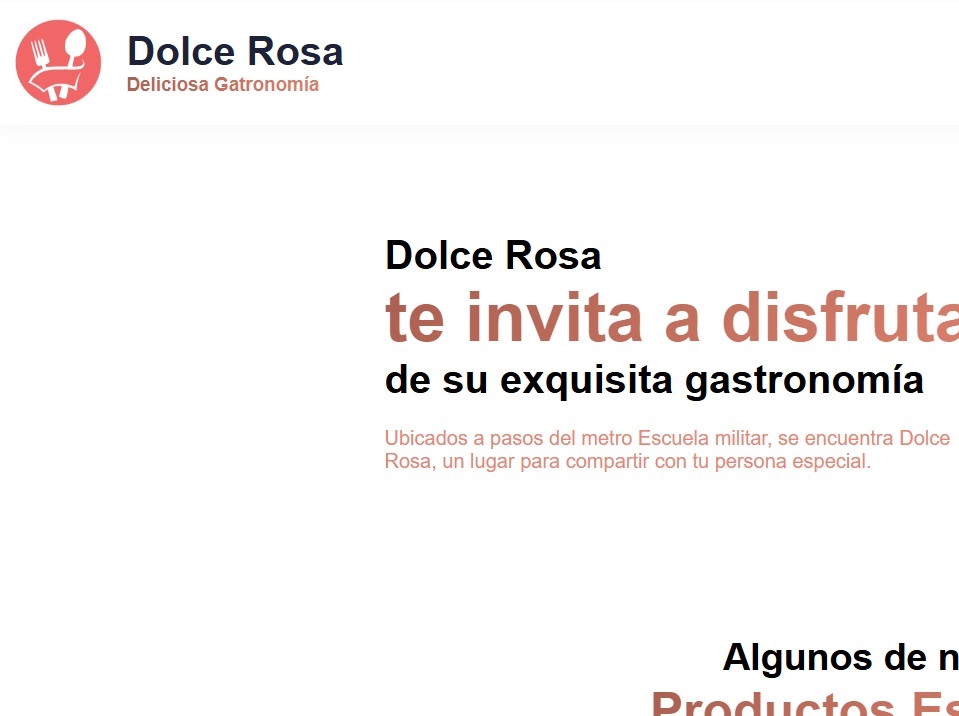 Dolce Rosa
Deliciosa Gatronomía
Dolce Rosa
te invita a disfruta
de su exquisita gastronomía
Ubicados a pasos del metro Escuela militar, se encuentra Dolce
Rosa, un lugar para compartir con tu persona especial.
Algunos de n
Productos Es